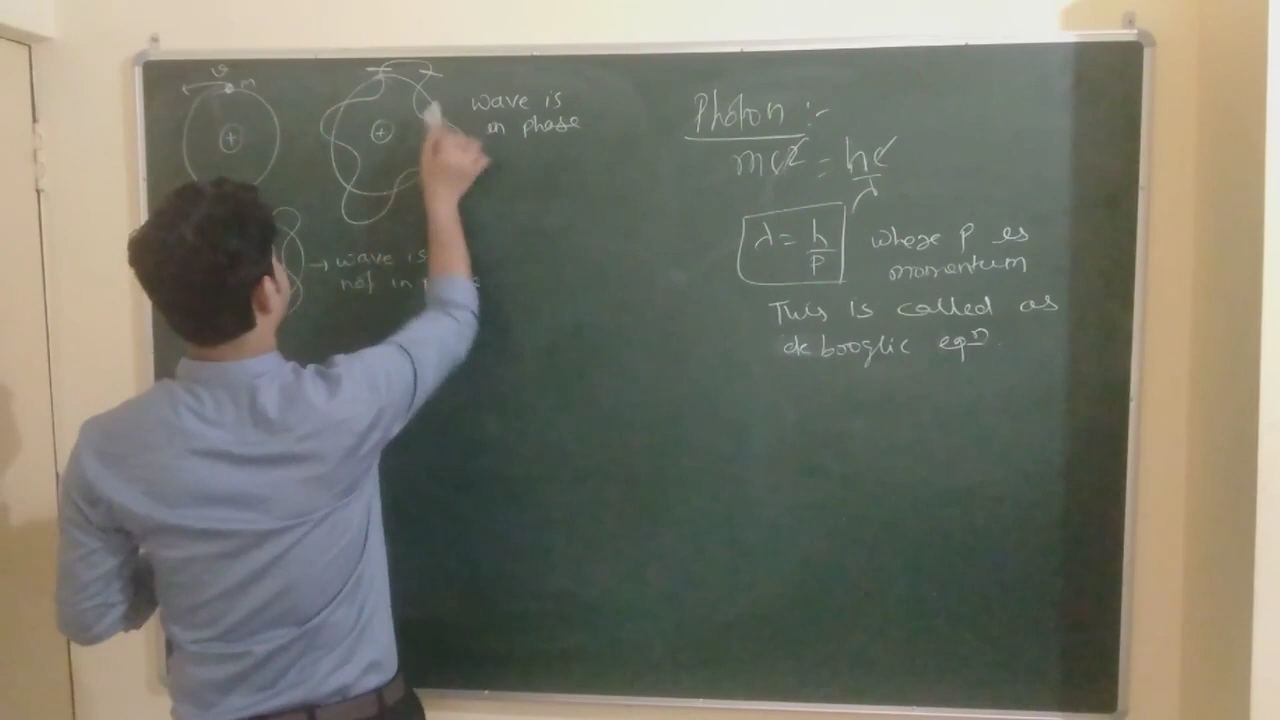 v m
+
+
wave is
in phase
→ wave is
not in
Photon :-
mc² = hc/λ
λ = h/p where p is
momentum
This is called as
de brooglic eqⁿ.